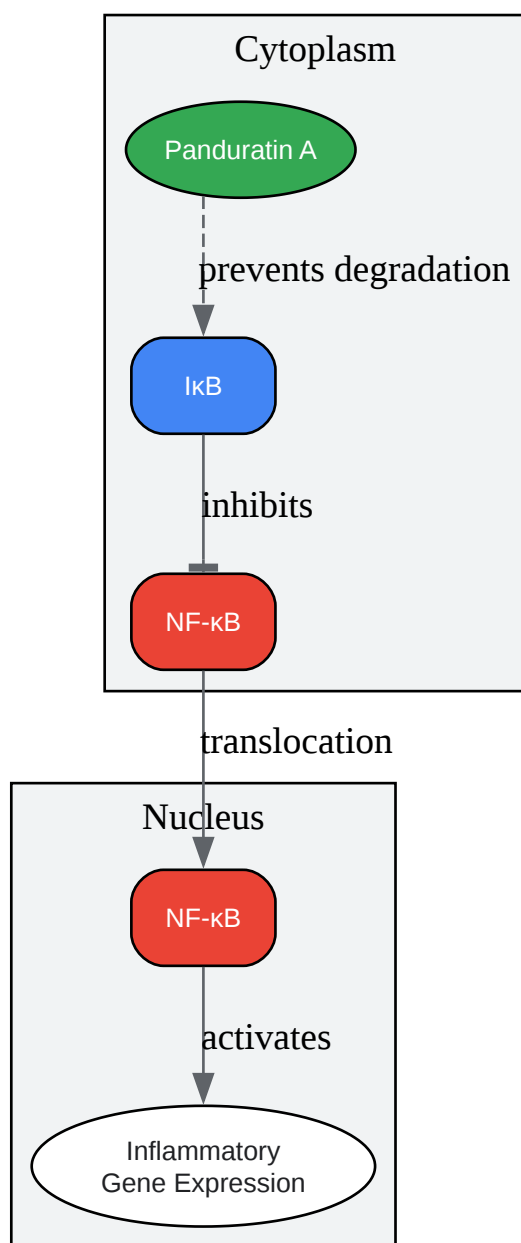 Cytoplasm
Panduratin A
prevents degradation
IκB
inhibits
NF-κB
translocation
Nucleus
NF-κB
activates
Inflammatory
Gene Expression